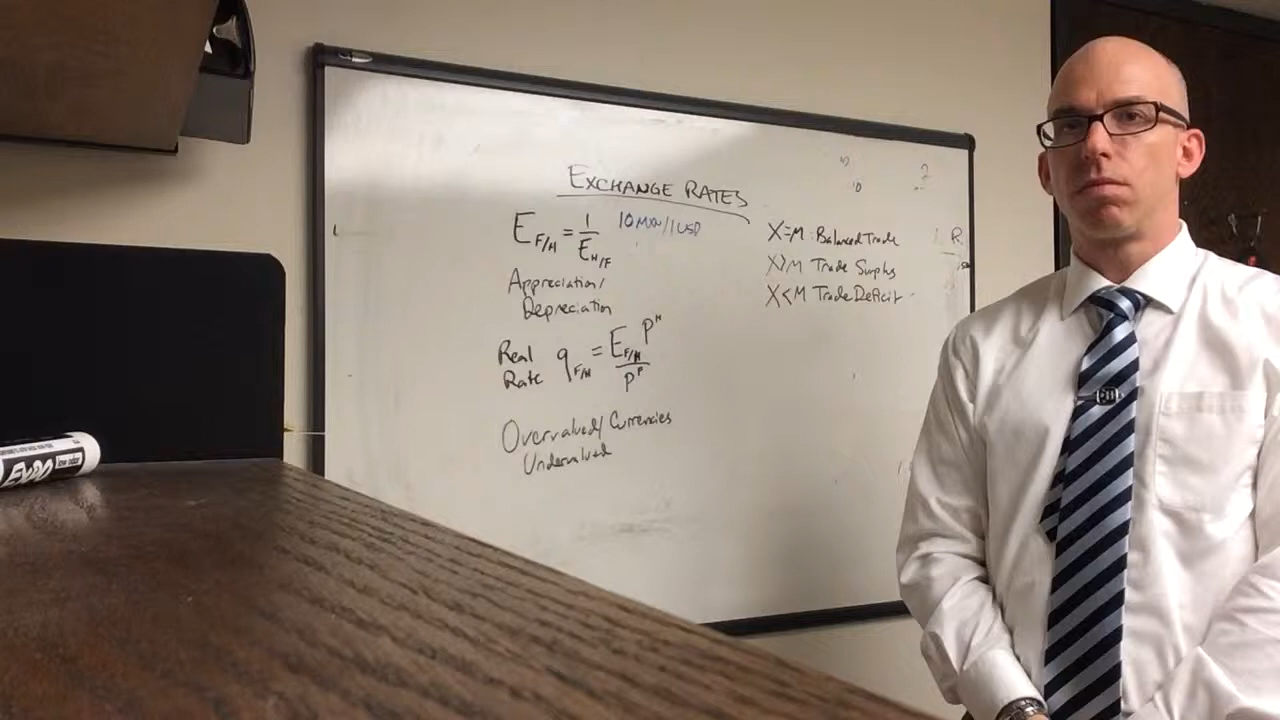 EXCHANGE RATES
E F/H = 1 / E H/F 10 MXN/1 USD
Appreciation/
Depreciation
Real Rate q F/H = E F/H P^H / P^F
Overvalued/ Currencies
Undervalued
X=M: Balanced Trade
X>M Trade Surplus
X<M Trade Deficit
R.
EXPO